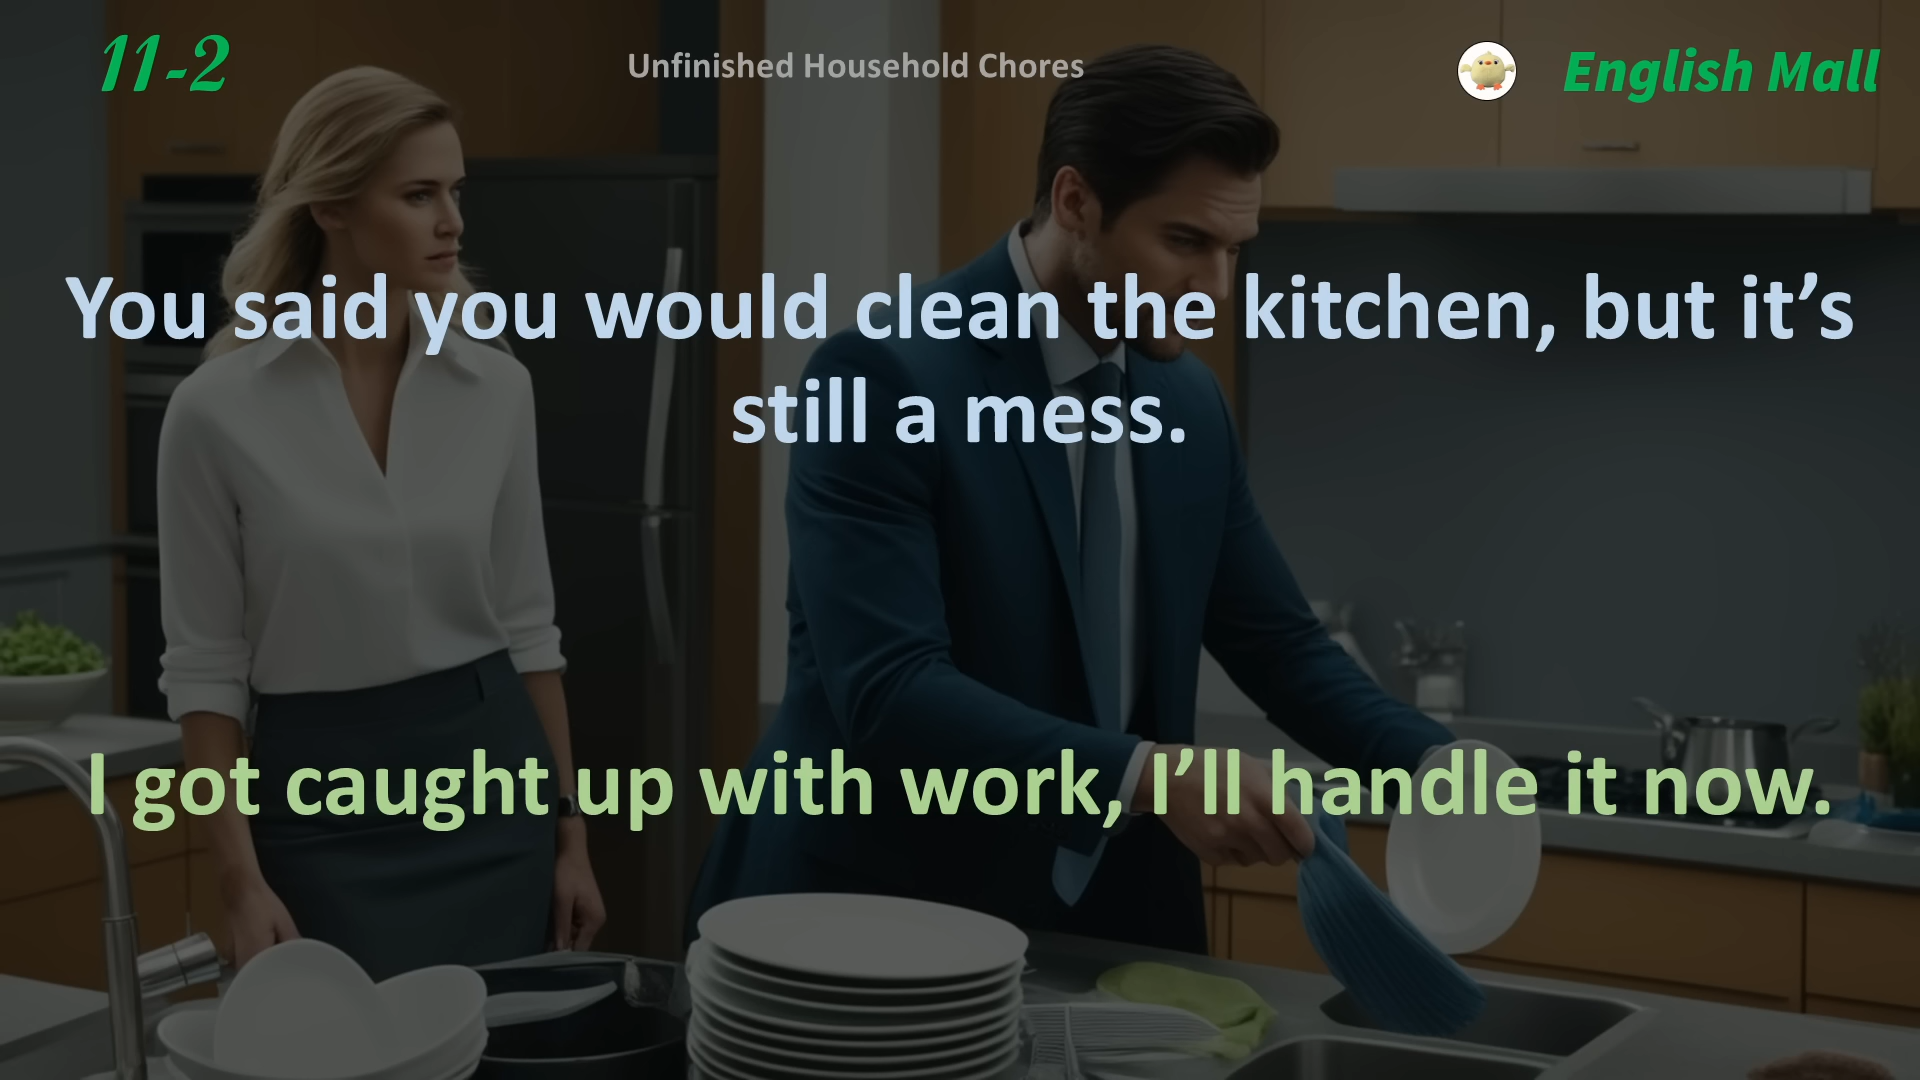 11-2
Unfinished Household Chores
English Mall
You said you would clean the kitchen, but it’s
still a mess.
I got caught up with work, I’ll handle it now.